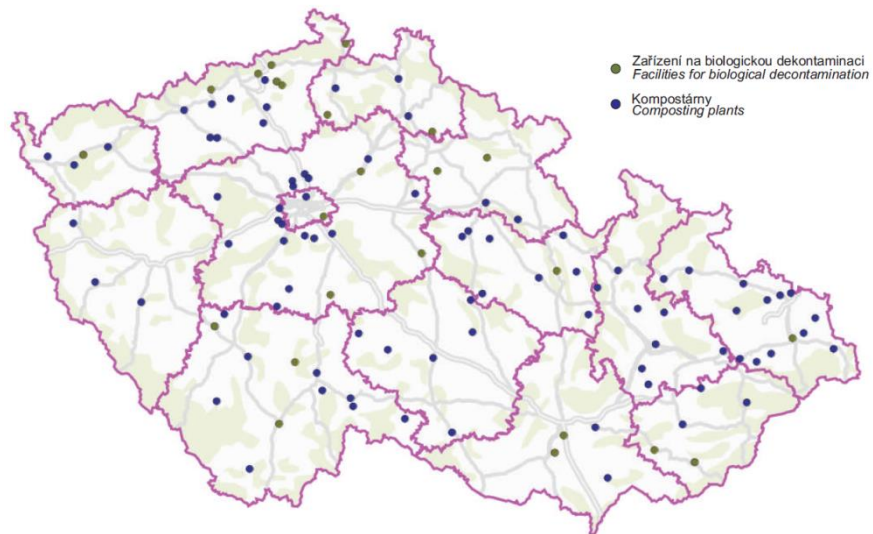 Zařízení na biologickou dekontaminaci
Facilities for biological decontamination
Kompostárny
Composting plants